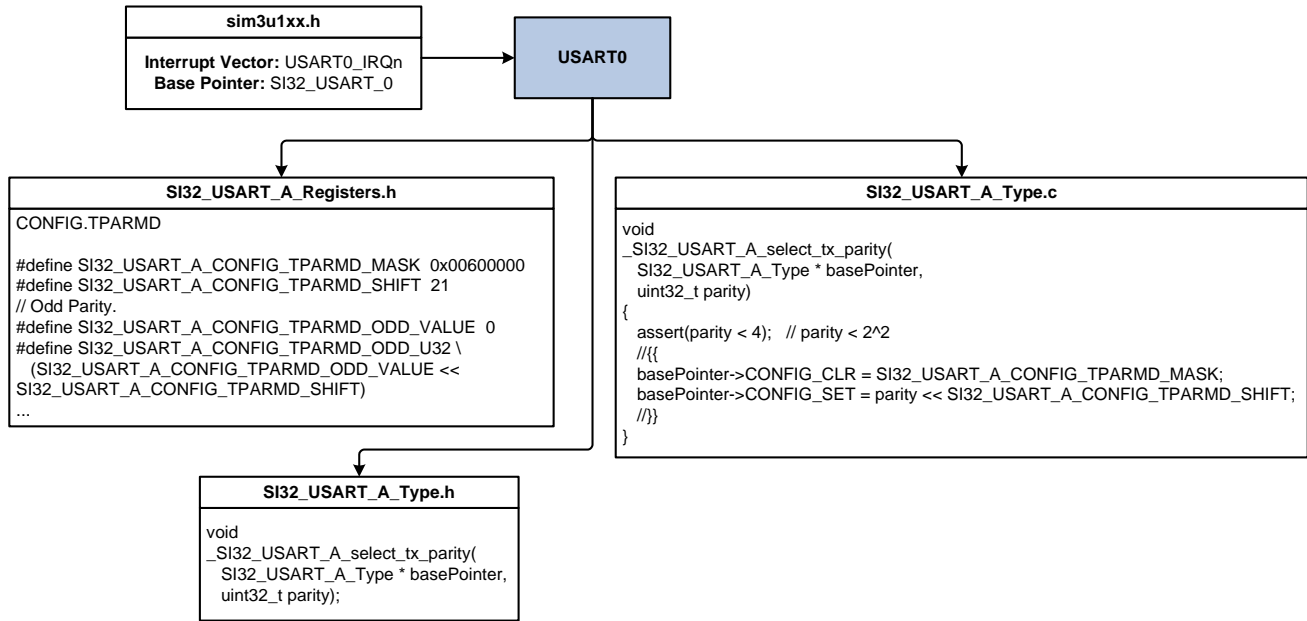 sim3u1xx.h
Interrupt Vector: USART0_IRQn
Base Pointer: SI32_USART_0
USART0
SI32_USART_A_Registers.h
CONFIG.TPARMD
#define SI32_USART_A_CONFIG_TPARMD_MASK  0x00600000
#define SI32_USART_A_CONFIG_TPARMD_SHIFT  21
// Odd Parity.
#define SI32_USART_A_CONFIG_TPARMD_ODD_VALUE  0
#define SI32_USART_A_CONFIG_TPARMD_ODD_U32 \
(SI32_USART_A_CONFIG_TPARMD_ODD_VALUE <<
SI32_USART_A_CONFIG_TPARMD_SHIFT)
...
SI32_USART_A_Type.c
void
_SI32_USART_A_select_tx_parity(
SI32_USART_A_Type * basePointer,
uint32_t parity)
{
assert(parity < 4);   // parity < 2^2
//{{
basePointer->CONFIG_CLR = SI32_USART_A_CONFIG_TPARMD_MASK;
basePointer->CONFIG_SET = parity << SI32_USART_A_CONFIG_TPARMD_SHIFT;
//}}
}
SI32_USART_A_Type.h
void
_SI32_USART_A_select_tx_parity(
SI32_USART_A_Type * basePointer,
uint32_t parity);